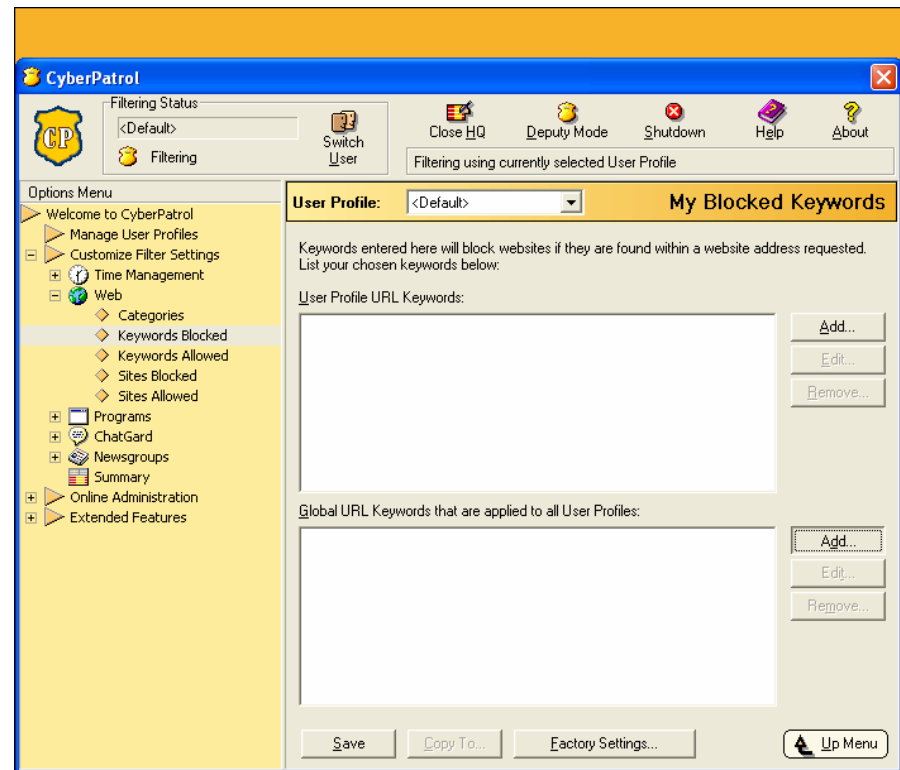 CyberPatrol
CP
Filtering Status
<Default>
Filtering
Switch
User
Close HQ
Deputy Mode
Shutdown
Help
About
Filtering using currently selected User Profile
Options Menu
Welcome to CyberPatrol
Manage User Profiles
Customize Filter Settings
Time Management
Web
Categories
Keywords Blocked
Keywords Allowed
Sites Blocked
Sites Allowed
Programs
ChatGard
Newsgroups
Summary
Online Administration
Extended Features
User Profile:
<Default>
My Blocked Keywords
Keywords entered here will block websites if they are found within a website address requested.
List your chosen keywords below:
User Profile URL Keywords:
Add...
Edit...
Remove...
Global URL Keywords that are applied to all User Profiles:
Add...
Edit...
Remove...
Save
Copy To...
Factory Settings...
Up Menu